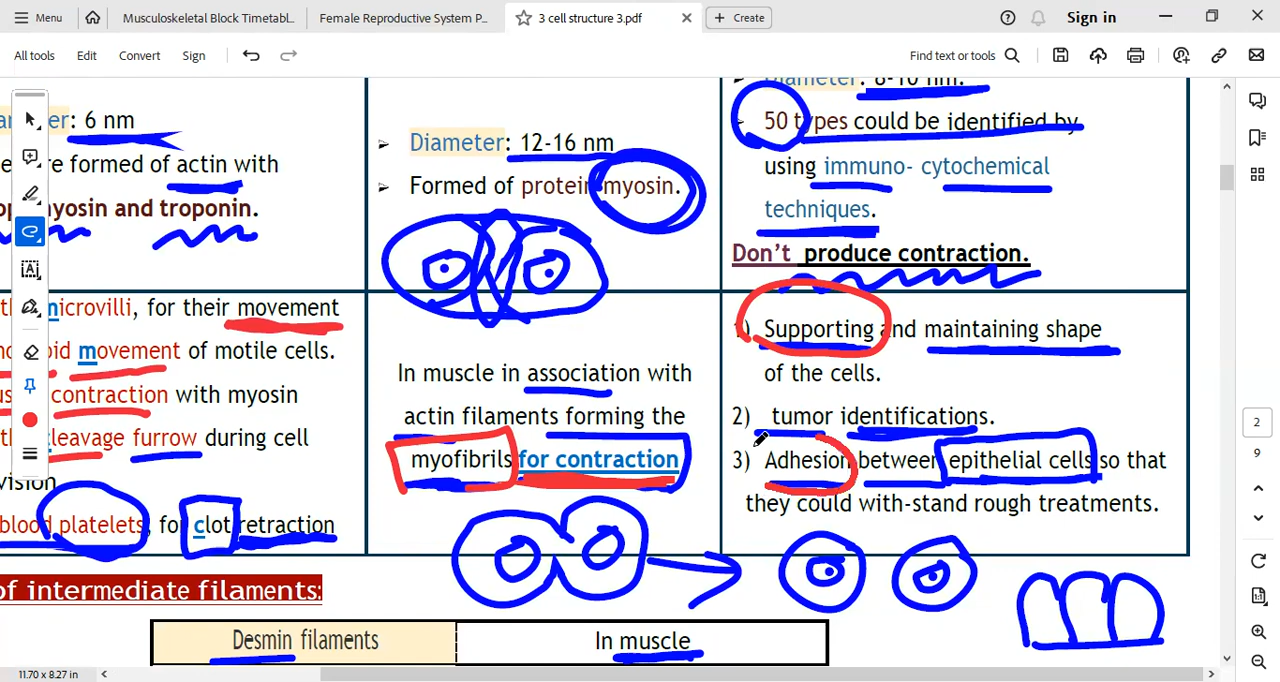 Menu
Musculoskeletal Block Timetabl...
Female Reproductive System P...
3 cell structure 3.pdf
Create
Sign in
All tools
Edit
Convert
Sign
Find text or tools
: 6 nm
formed of actin with
and troponin.
Diameter: 12-16 nm
Formed of protein myosin.
Diameter: 8-10 nm.
50 types could be identified by
using immuno- cytochemical
techniques.
Don't produce contraction.
microvilli, for their movement
movement of motile cells.
contraction with myosin
cleavage furrow during cell
blood platelets, for clot retraction
In muscle in association with
actin filaments forming the
myofibrils for contraction
1) Supporting and maintaining shape
of the cells.
2) tumor identifications.
3) Adhesion between epithelial cells so that
they could with-stand rough treatments.
of intermediate filaments:
Desmin filaments
In muscle
2
9
11.70 x 8.27 in